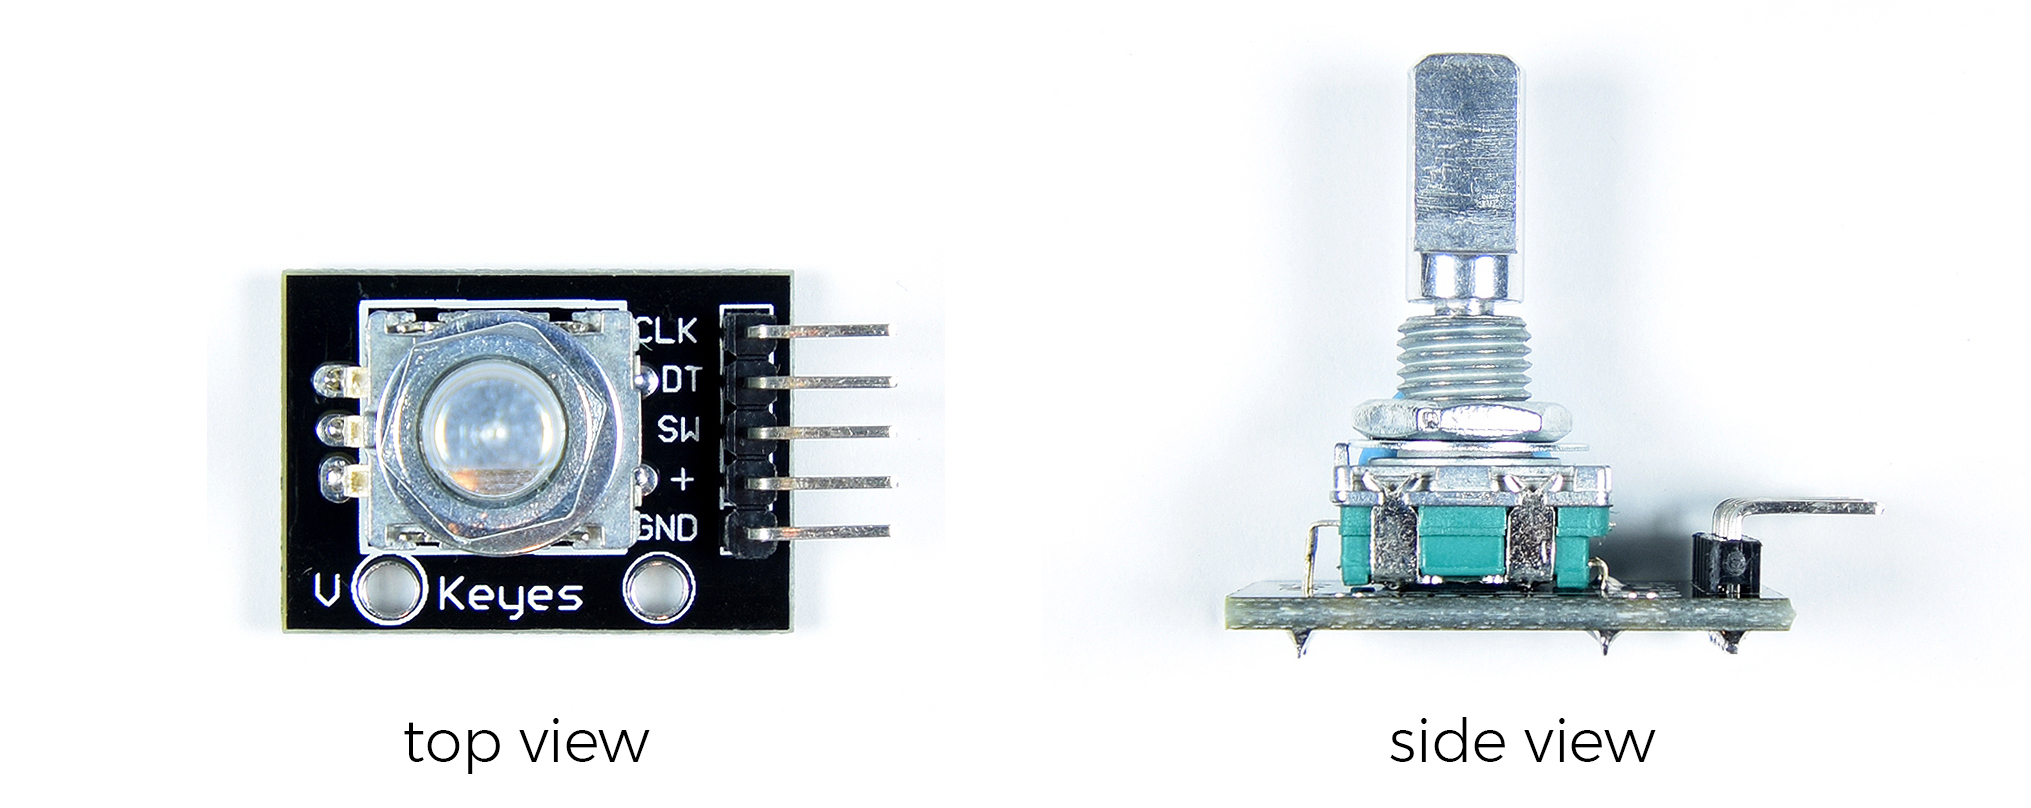 CLK
DT
SW
+
GND
V Keyes
top view
side view